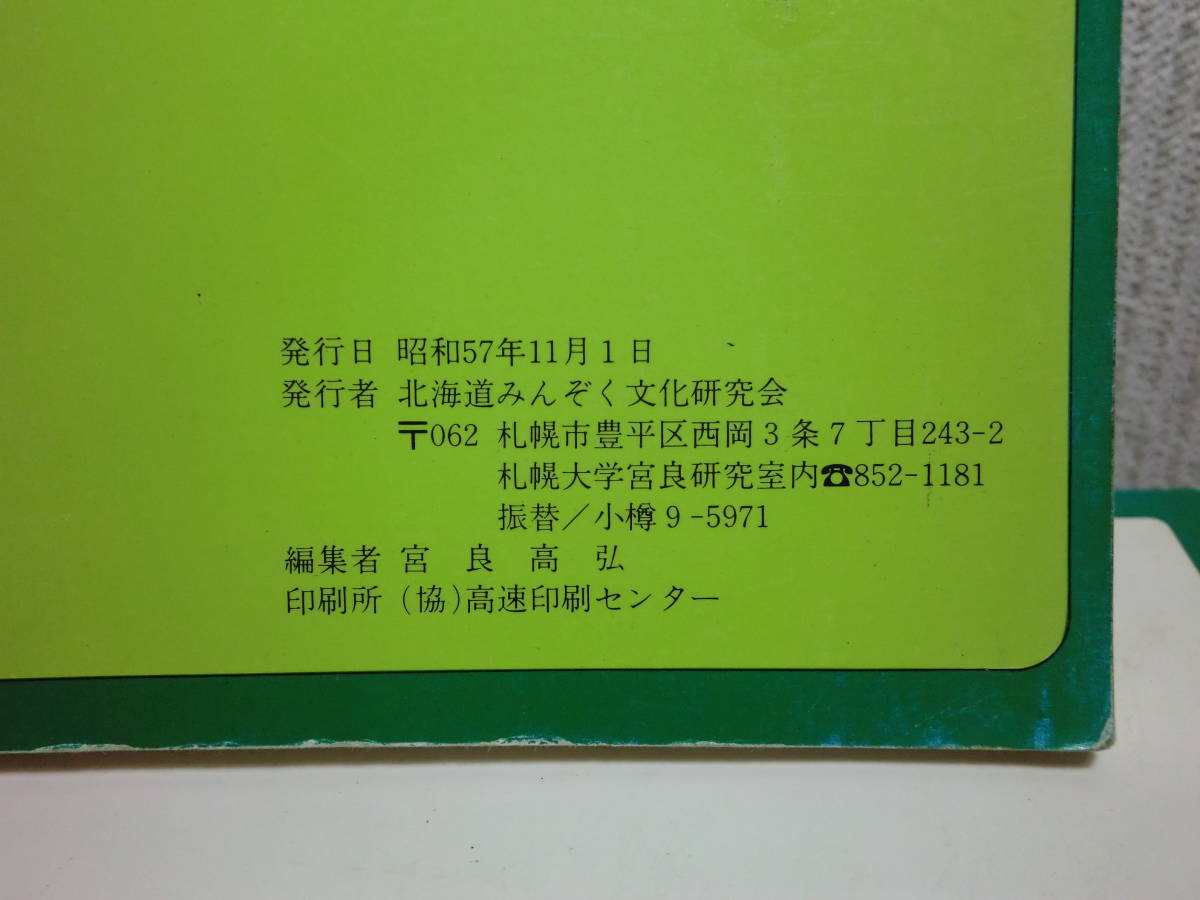 発行日 昭和57年11月1日
発行者 北海道みんぞく文化研究会
〒062 札幌市豊平区西岡3条7丁目243-2
札幌大学宮良研究室内☎852-1181
振替／小樽9-5971
編集者 宮良高弘
印刷所 (協)高速印刷センター